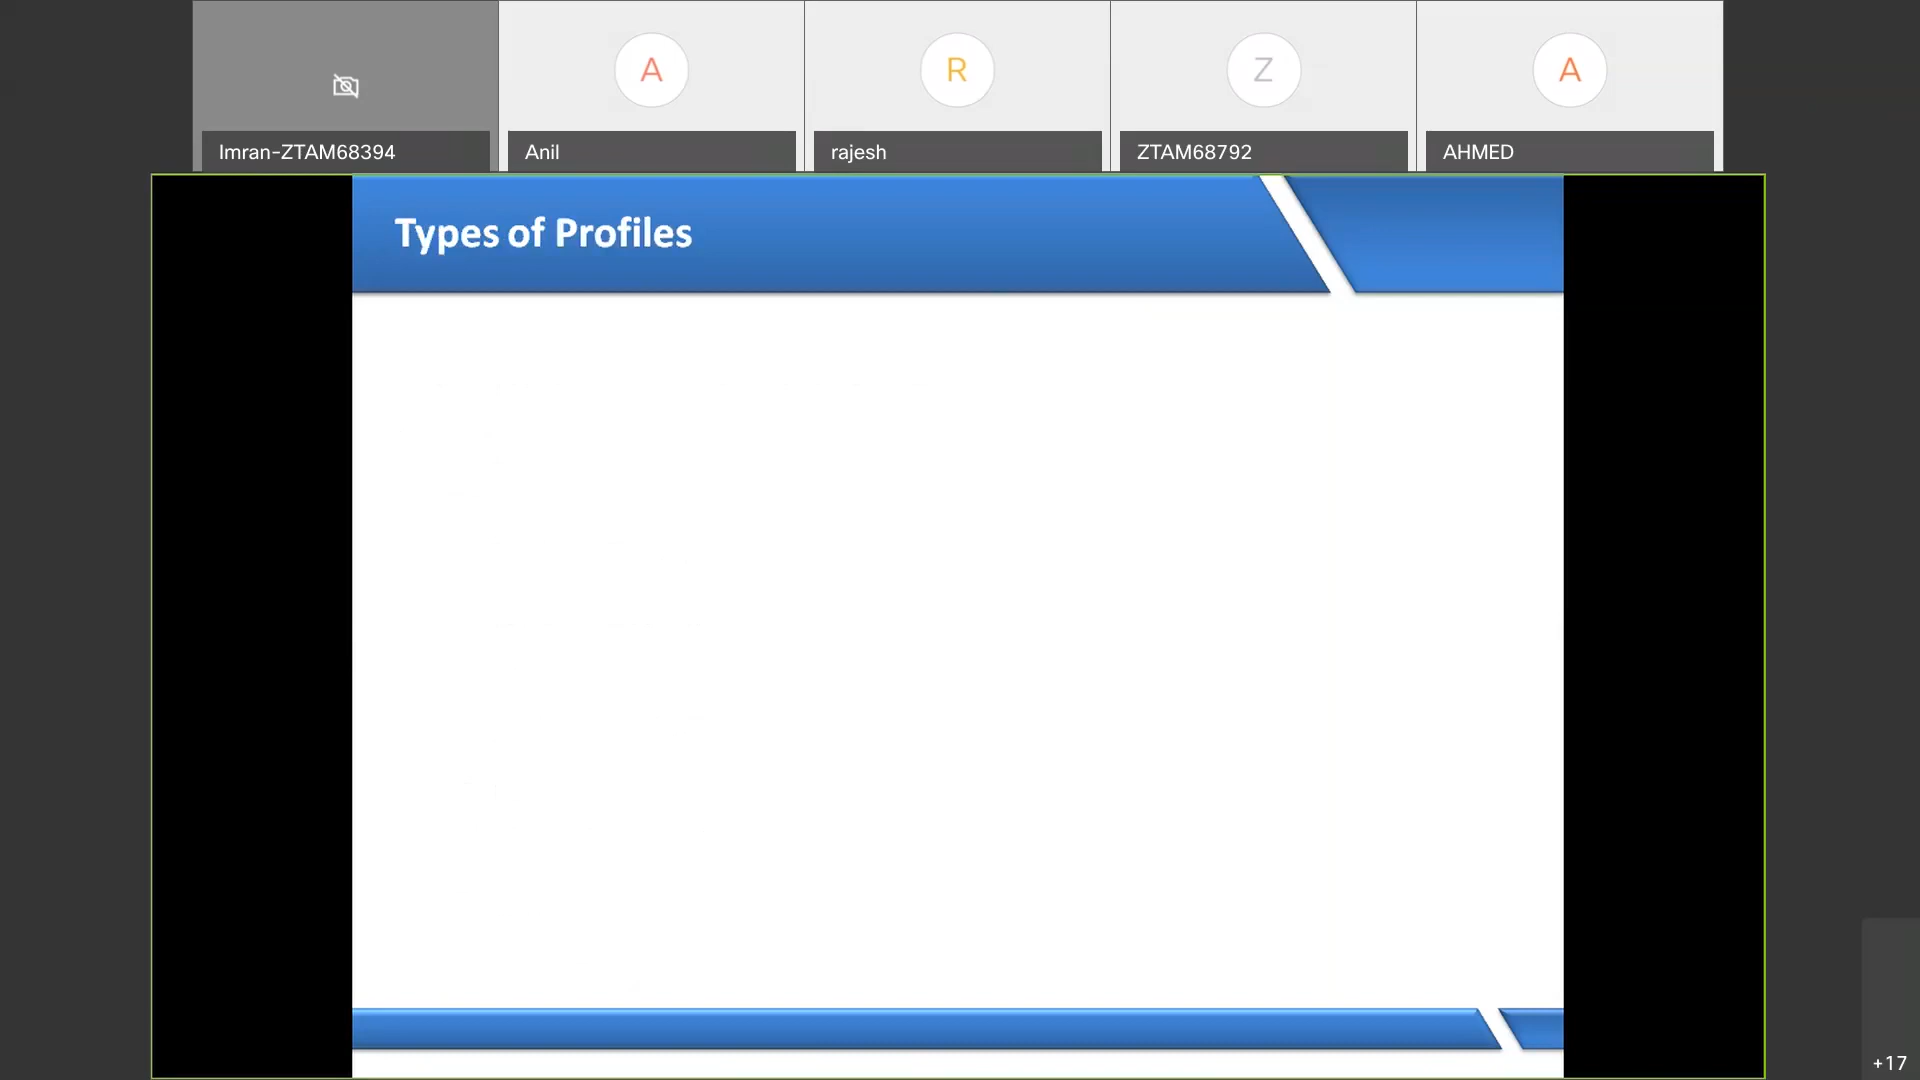 A
R
Z
A
Imran-ZTAM68394
Anil
rajesh
ZTAM68792
AHMED
Types of Profiles
+17